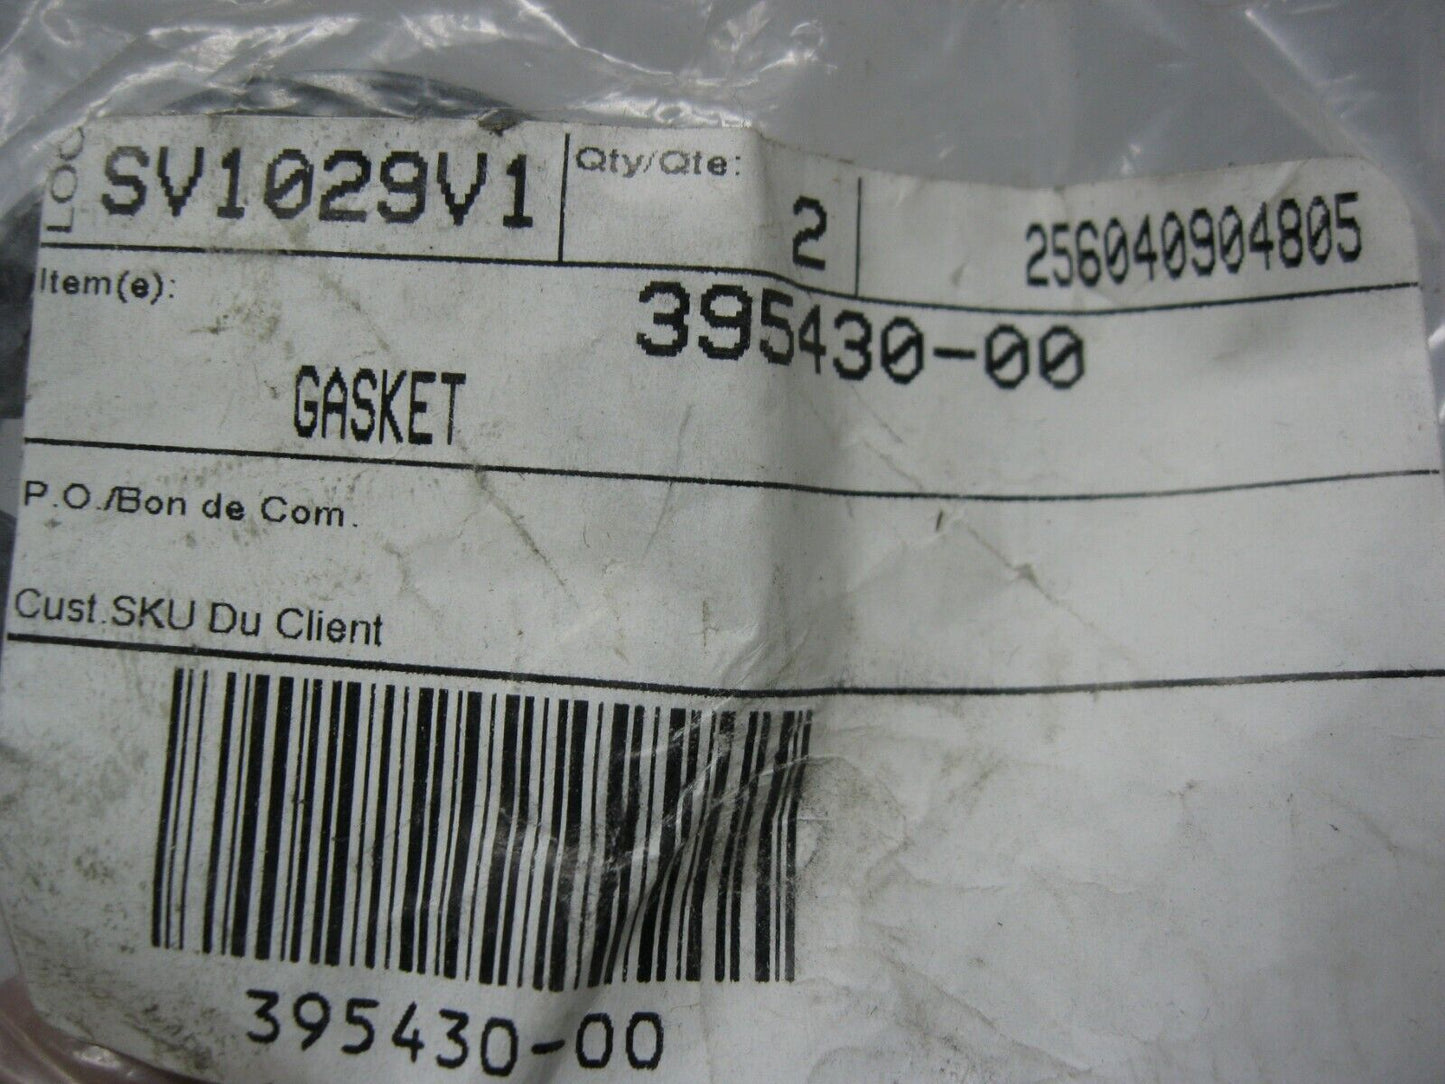 LOC SV1029V1 Qty/Qte: 2 256040904805
Item(e): 395430-00
GASKET
P.O./Bon de Com.
Cust.SKU Du Client
395430-00